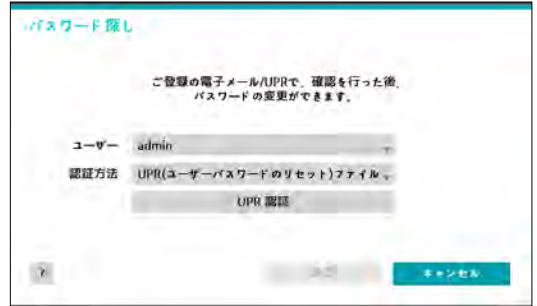 パスワード探し
ご登録の電子メール/UPRで、確認を行った後、
パスワードの変更ができます。
ユーザー admin
認証方法 UPR(ユーザーパスワードのリセット)ファイル
UPR 認証
? キャンセル